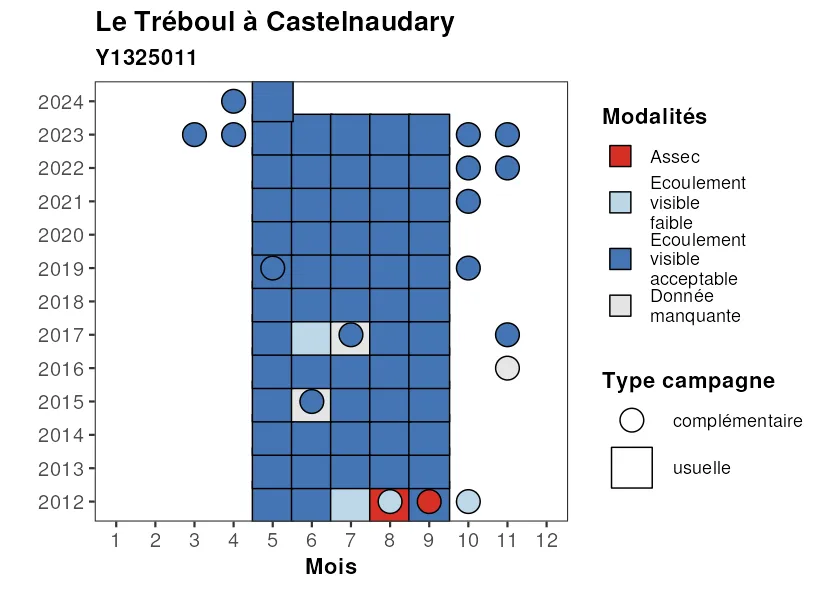 Le Tréboul à Castelnaudary
Y1325011
2024
2023
2022
2021
2020
2019
2018
2017
2016
2015
2014
2013
2012
1 2 3 4 5 6 7 8 9 10 11 12
Mois
Modalités
Assec
Ecoulement
visible
faible
Ecoulement
visible
acceptable
Donnée
manquante
Type campagne
complémentaire
usuelle